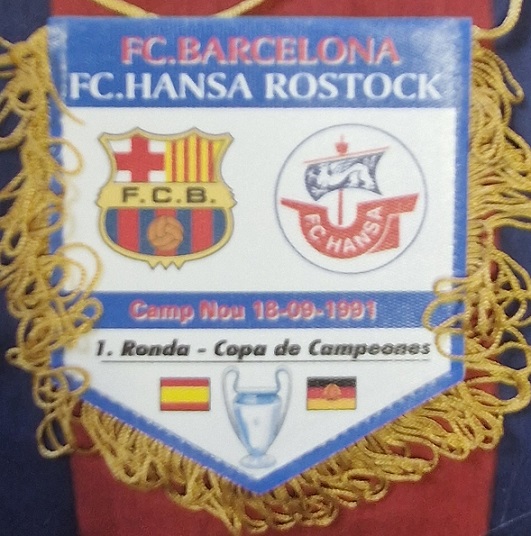 FC.BARCELONA
FC.HANSA ROSTOCK
F.C.B.
FC HANSA
Camp Nou 18-09-1991
1. Ronda - Copa de Campeones